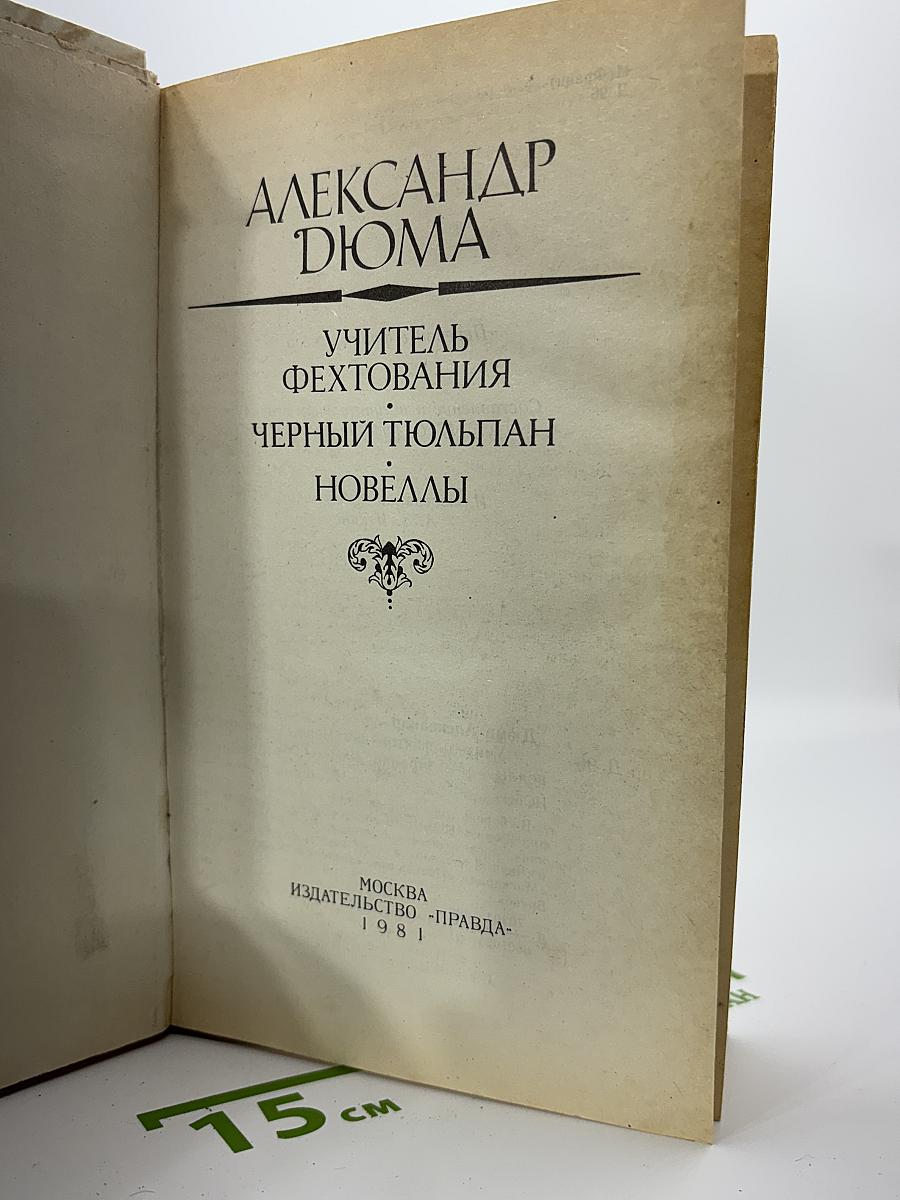 АЛЕКСАНДР
ДЮМА
УЧИТЕЛЬ
ФЕХТОВАНИЯ
•
ЧЕРНЫЙ ТЮЛЬПАН
•
НОВЕЛЛЫ
МОСКВА
ИЗДАТЕЛЬСТВО «ПРАВДА»
1981
15 см